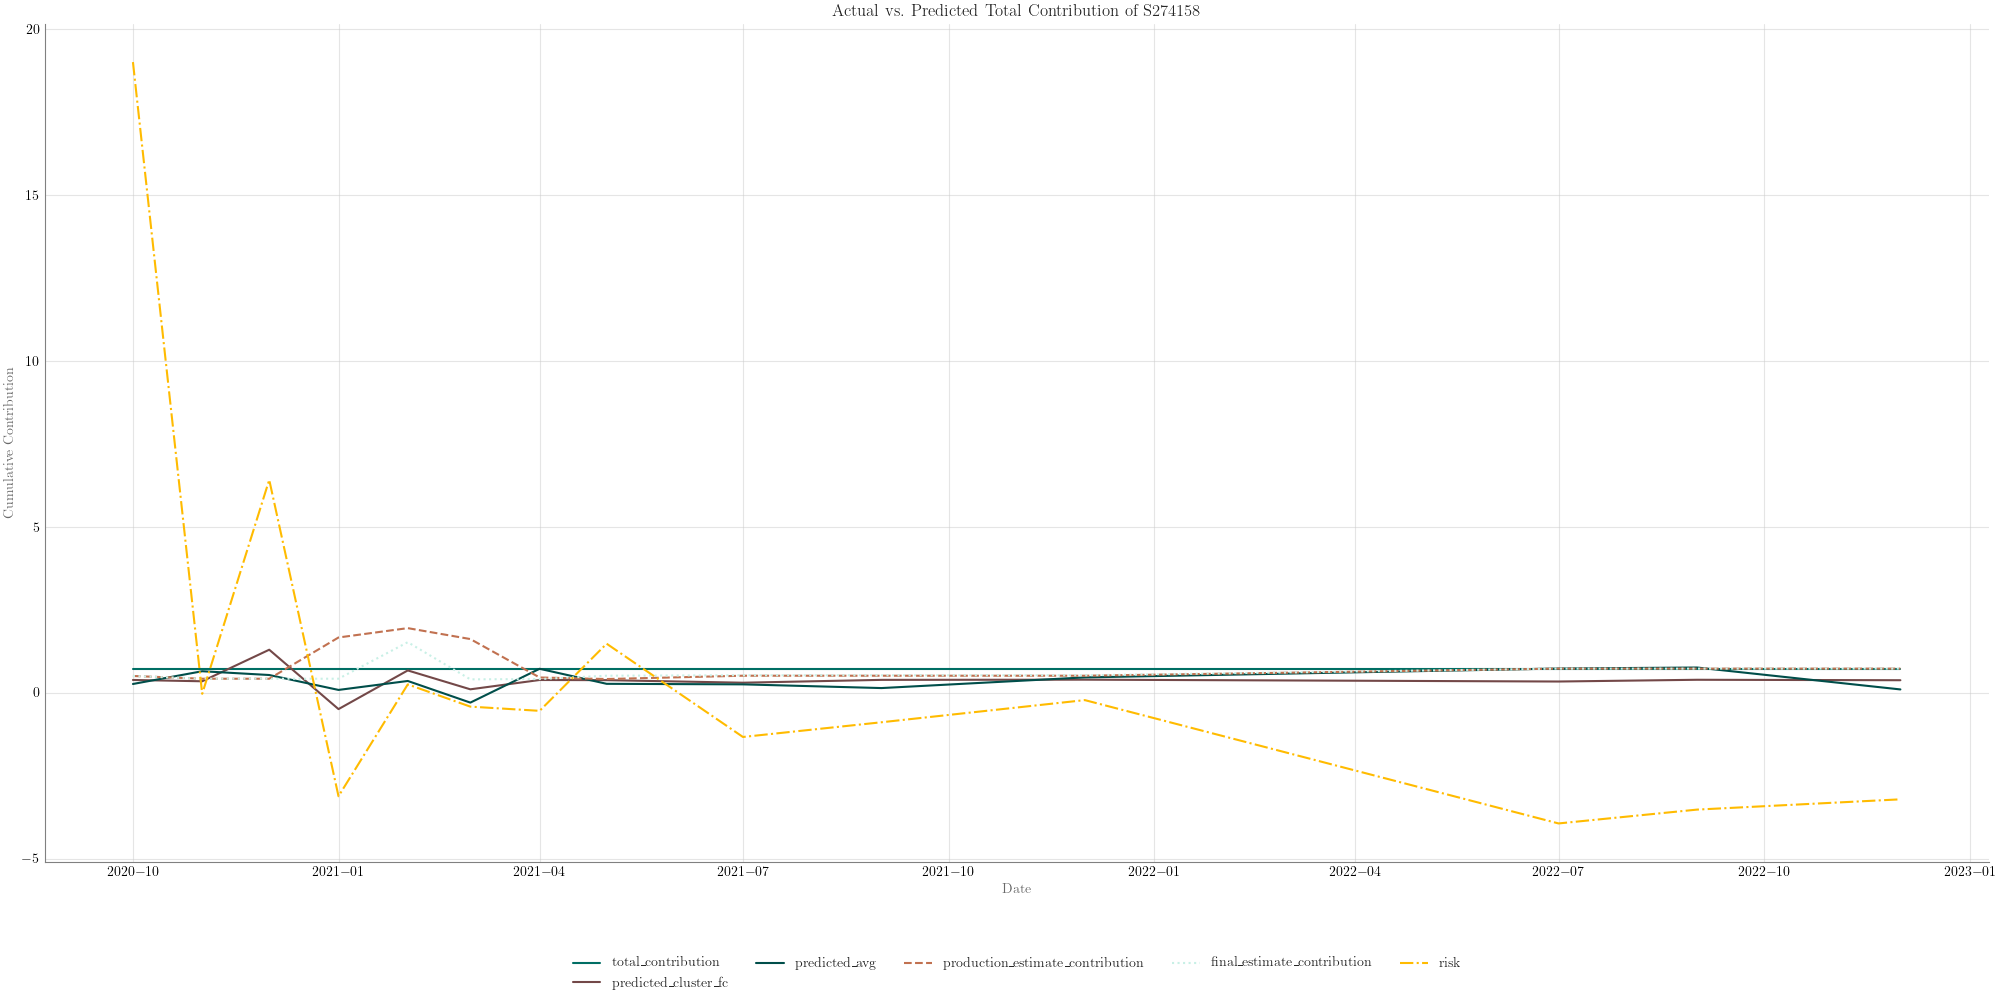 Actual vs. Predicted Total Contribution of S274158
20
15
10
5
0
−5
Cumulative Contribution
2020−10 2021−01 2021−04 2021−07 2021−10 2022−01 2022−04 2022−07 2022−10 2023−01
Date
total_contribution predicted_avg production_estimate_contribution final_estimate_contribution risk
predicted_cluster_fc